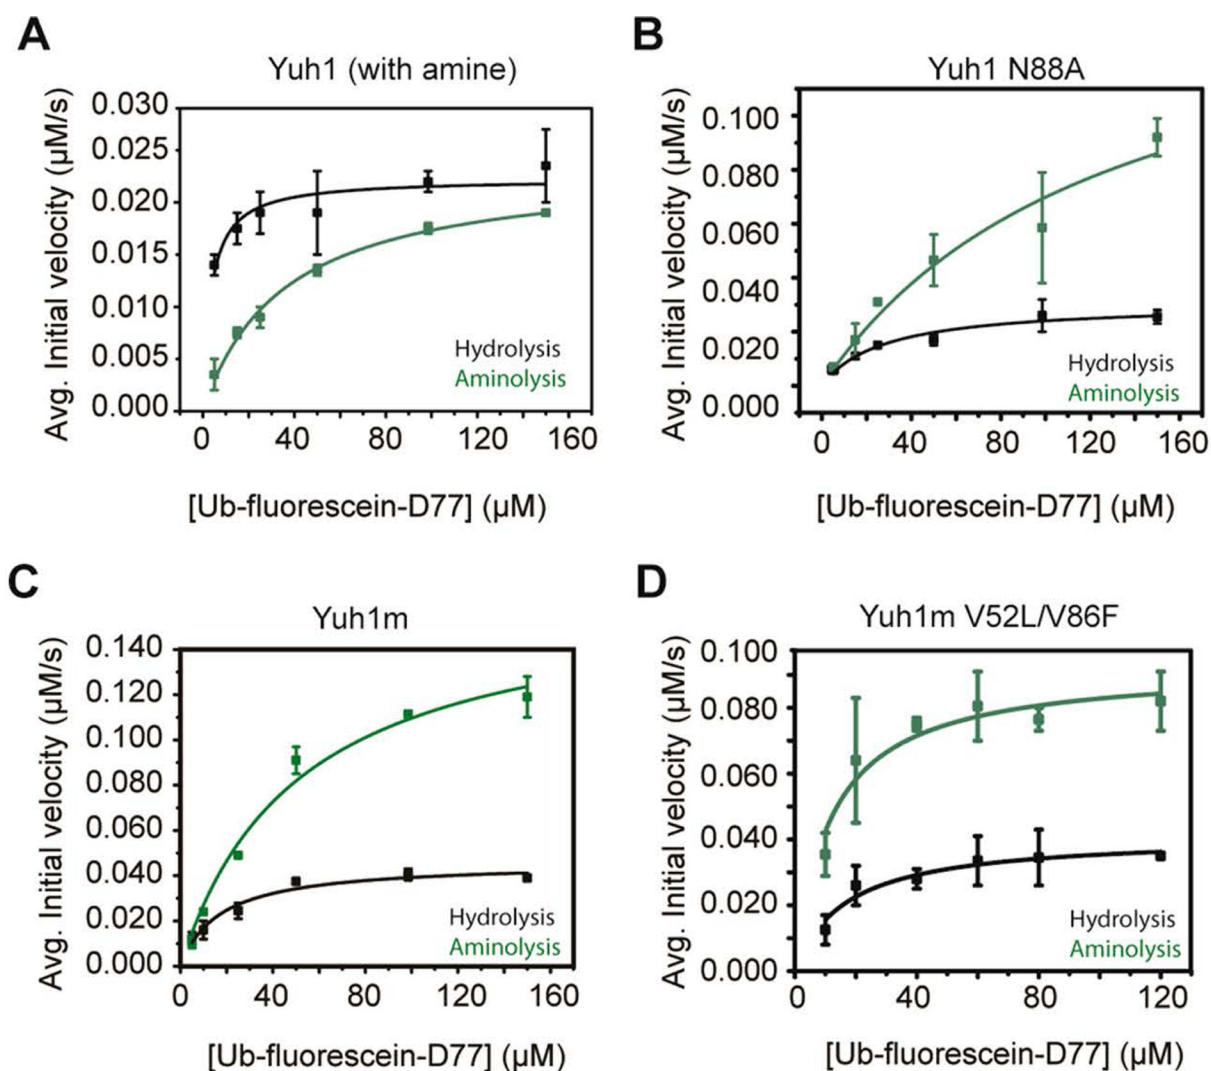 A
Yuh1 (with amine)
Avg. Initial velocity (µM/s)
0.030
0.025
0.020
0.015
0.010
0.005
0.000
Hydrolysis
Aminolysis
0 40 80 120 160
[Ub-fluorescein-D77] (µM)
B
Yuh1 N88A
Avg. Initial velocity (µM/s)
0.100
0.080
0.060
0.040
0.020
0.000
Hydrolysis
Aminolysis
0 40 80 120 160
[Ub-fluorescein-D77] (µM)
C
Yuh1m
Avg. Initial velocity (µM/s)
0.140
0.120
0.100
0.080
0.060
0.040
0.020
0.000
Hydrolysis
Aminolysis
0 40 80 120 160
[Ub-fluorescein-D77] (µM)
D
Yuh1m V52L/V86F
Avg. Initial velocity (µM/s)
0.100
0.080
0.060
0.040
0.020
0.000
Hydrolysis
Aminolysis
0 40 80 120
[Ub-fluorescein-D77] (µM)